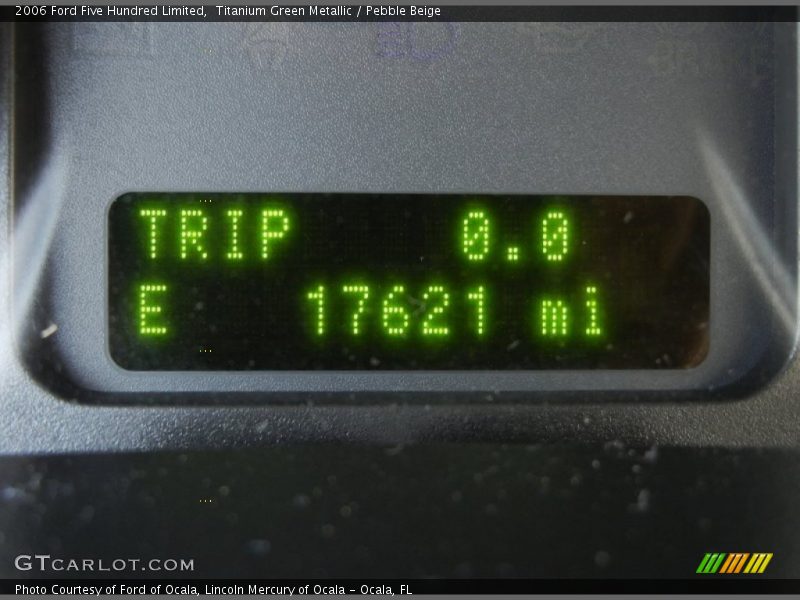 2006 Ford Five Hundred Limited,  Titanium Green Metallic / Pebble Beige
TRIP 0.0
E 17621 mi
GTCARLOT.COM
Photo Courtesy of Ford of Ocala, Lincoln Mercury of Ocala – Ocala, FL